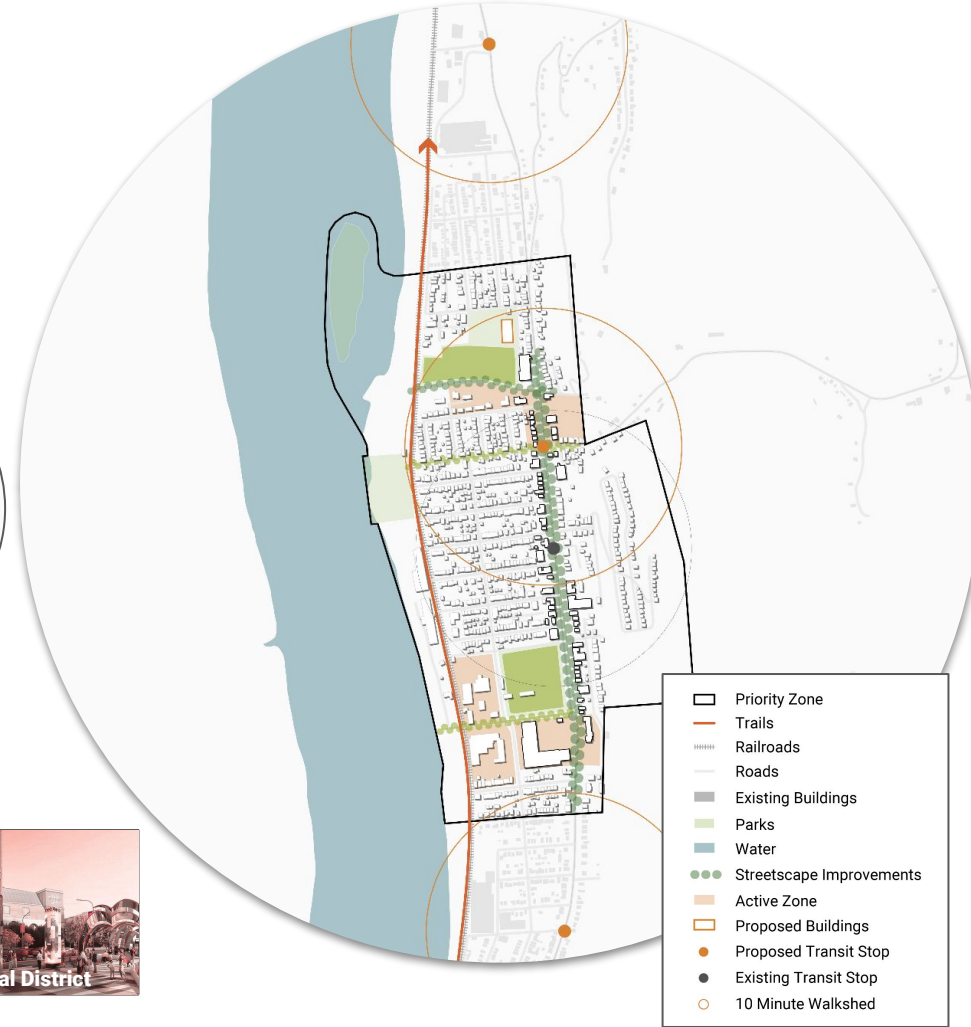 Priority Zone
Trails
Railroads
Roads
Existing Buildings
Parks
Water
Streetscape Improvements
Active Zone
Proposed Buildings
Proposed Transit Stop
Existing Transit Stop
10 Minute Walkshed
al District